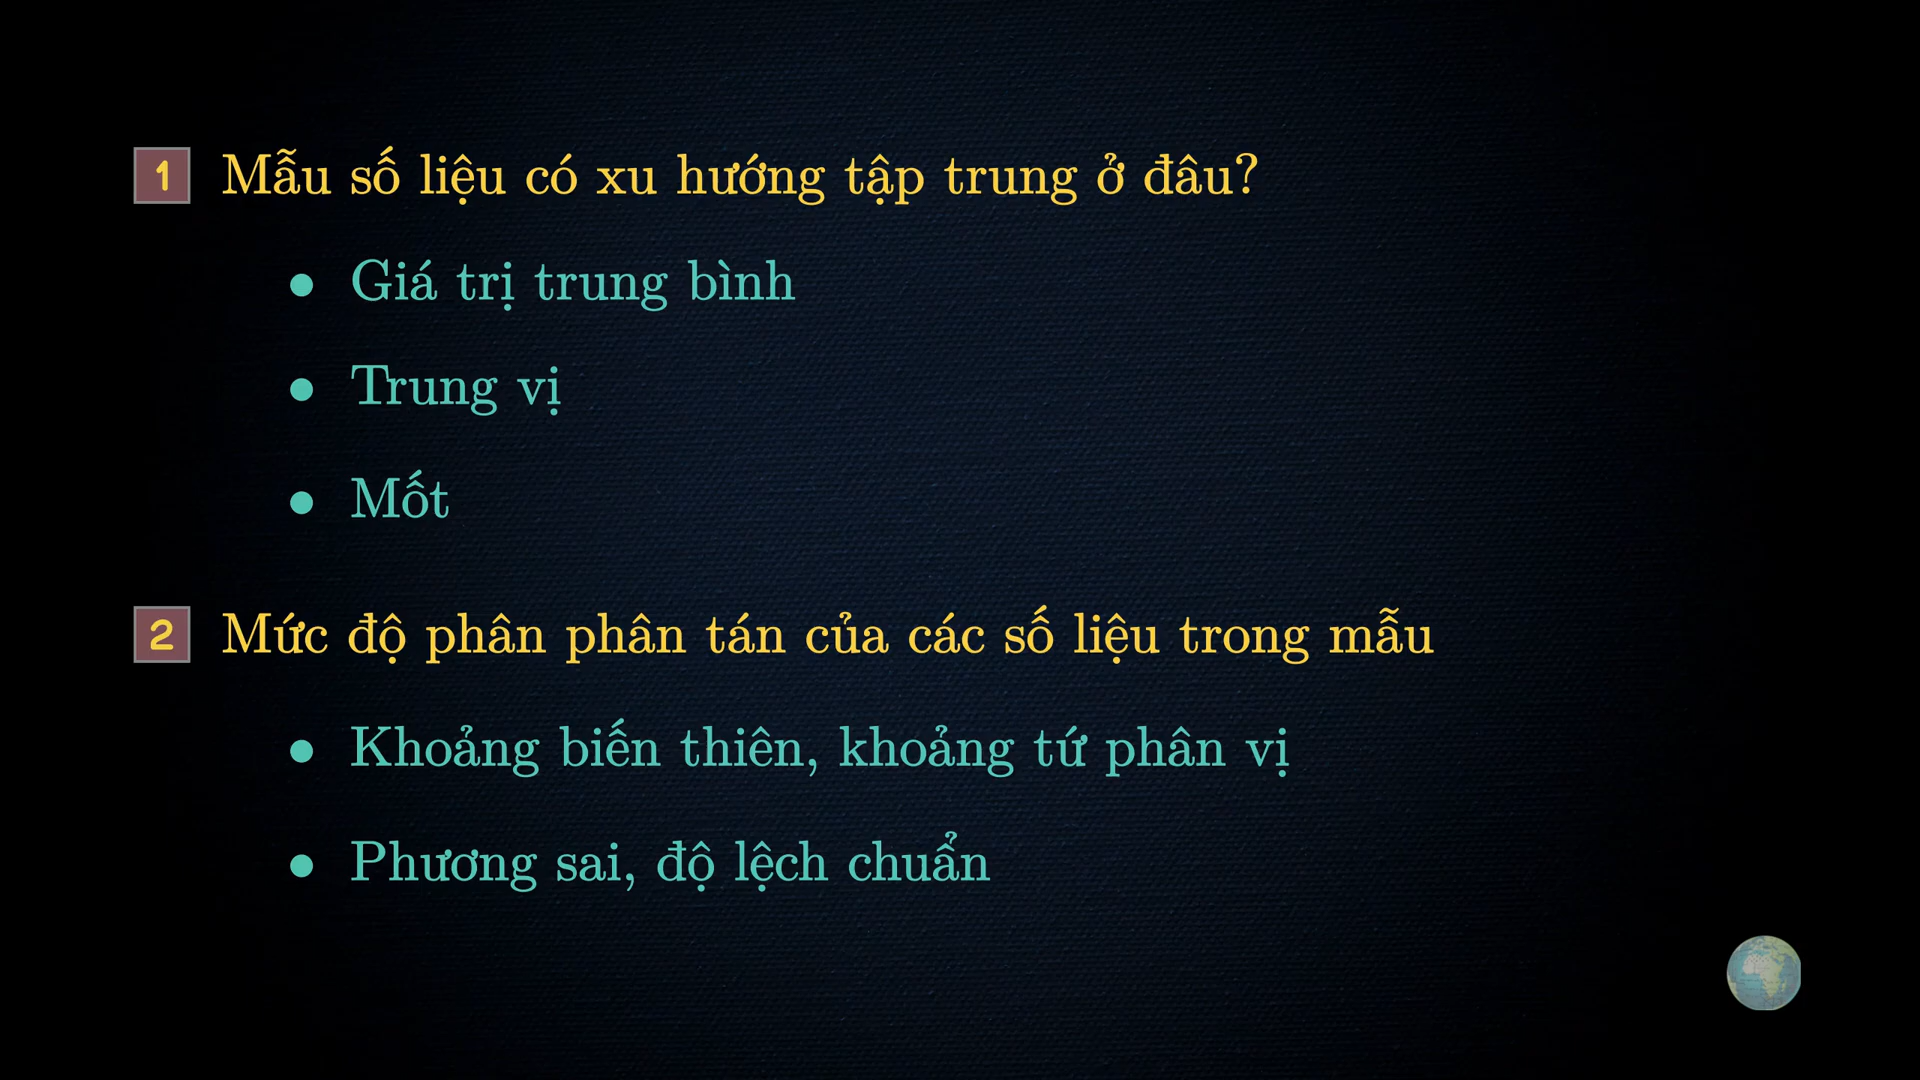 1 Mẫu số liệu có xu hướng tập trung ở đâu?
● Giá trị trung bình
● Trung vị
● Mốt
2 Mức độ phân phân tán của các số liệu trong mẫu
● Khoảng biến thiên, khoảng tứ phân vị
● Phương sai, độ lệch chuẩn